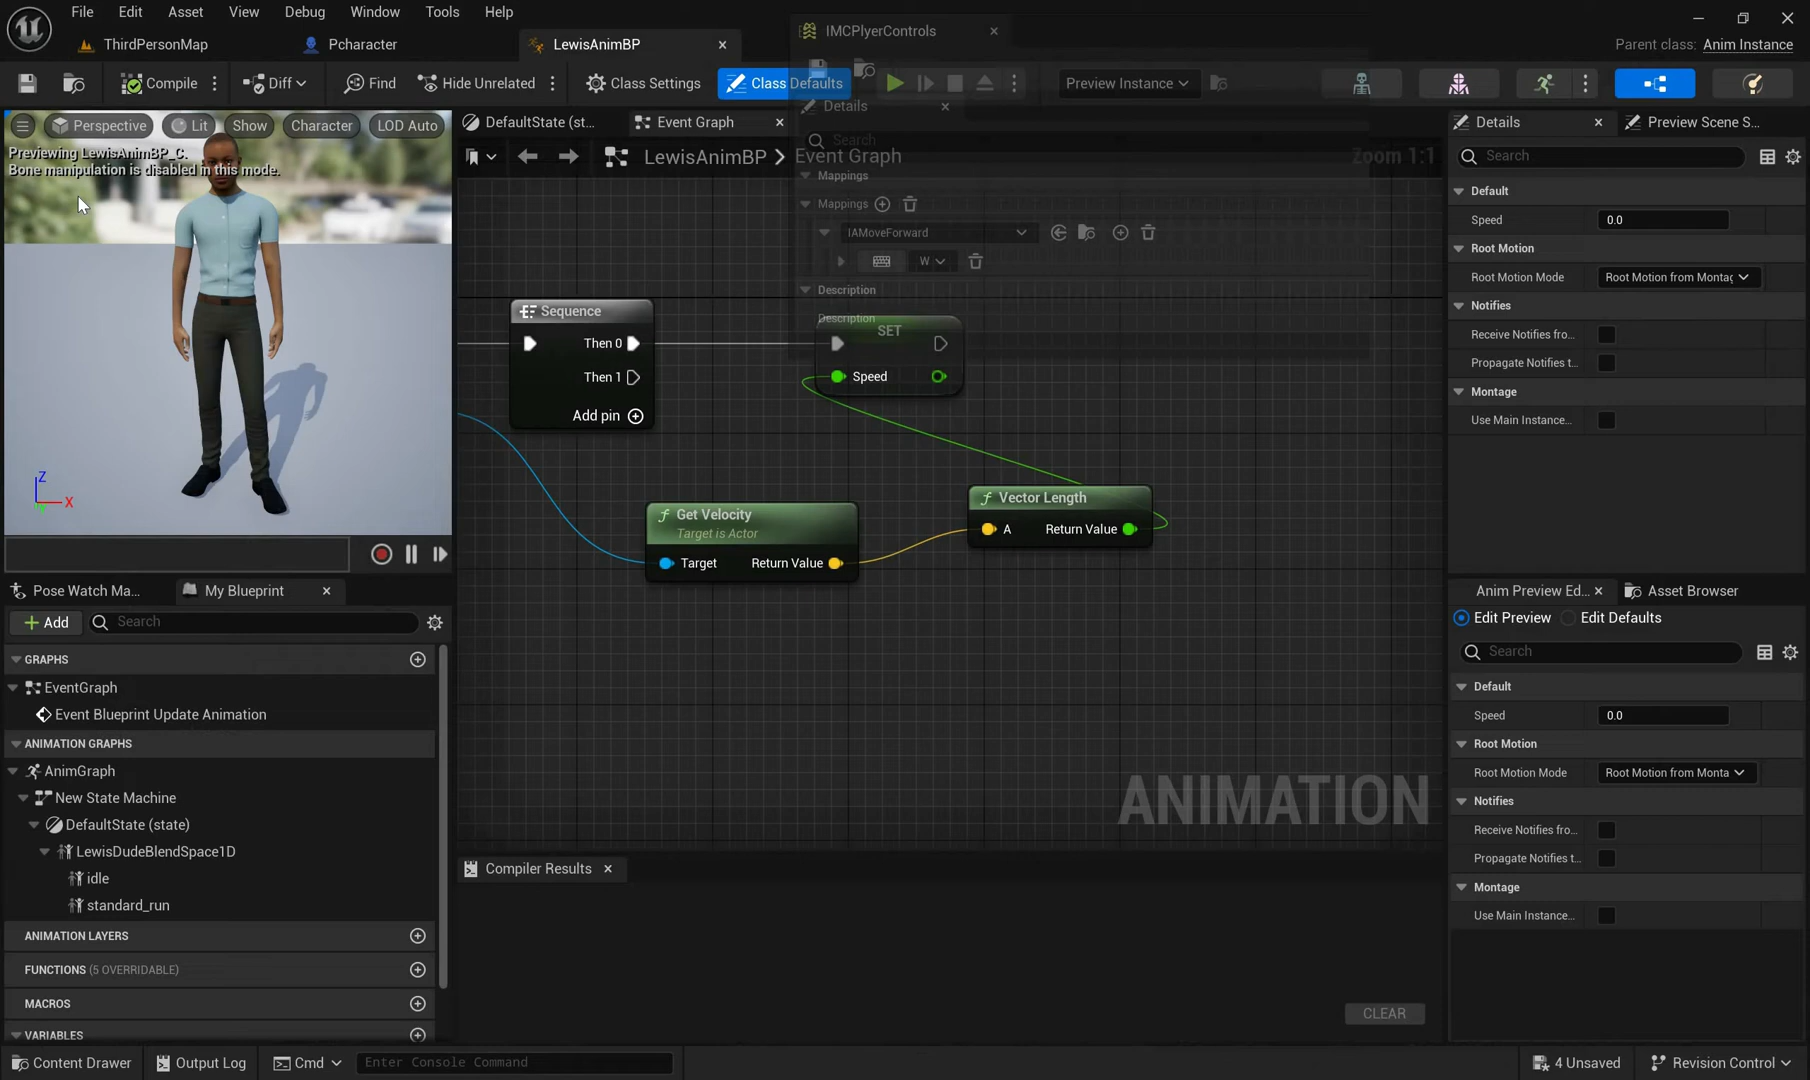 File Edit Asset View Debug Window Tools Help
IMCPlyerControls
ThirdPersonMap Pcharacter LewisAnimBP
Parent class: Anim Instance
Compile Diff Find Hide Unrelated Class Settings Class Defaults Preview Instance
Details
Perspective Lit Show Character LOD Auto
DefaultState (st... Event Graph
Details Preview Scene S...
Search
Previewing LewisAnimBP_C.
Bone manipulation is disabled in this mode.
LewisAnimBP > Event Graph Zoom 1:1
Search
Mappings
Mappings
IAMoveForward
W
Description
Description
Default
Speed 0.0
Root Motion
Root Motion Mode Root Motion from Montag
Notifies
Receive Notifies fro...
Propagate Notifies t...
Montage
Use Main Instance...
Sequence
Then 0
Then 1
Add pin
SET
Speed
Get Velocity
Target is Actor
Target Return Value
Vector Length
A Return Value
Z
X
ANIMATION
Pose Watch Ma... My Blueprint
Add Search
GRAPHS
EventGraph
Event Blueprint Update Animation
ANIMATION GRAPHS
AnimGraph
New State Machine
DefaultState (state)
LewisDudeBlendSpace1D
idle
standard_run
ANIMATION LAYERS
FUNCTIONS (5 OVERRIDABLE)
MACROS
VARIABLES
Compiler Results
CLEAR
Anim Preview Ed... Asset Browser
Edit Preview Edit Defaults
Search
Default
Speed 0.0
Root Motion
Root Motion Mode Root Motion from Monta
Notifies
Receive Notifies fro...
Propagate Notifies t...
Montage
Use Main Instance...
Content Drawer Output Log Cmd Enter Console Command 4 Unsaved Revision Control